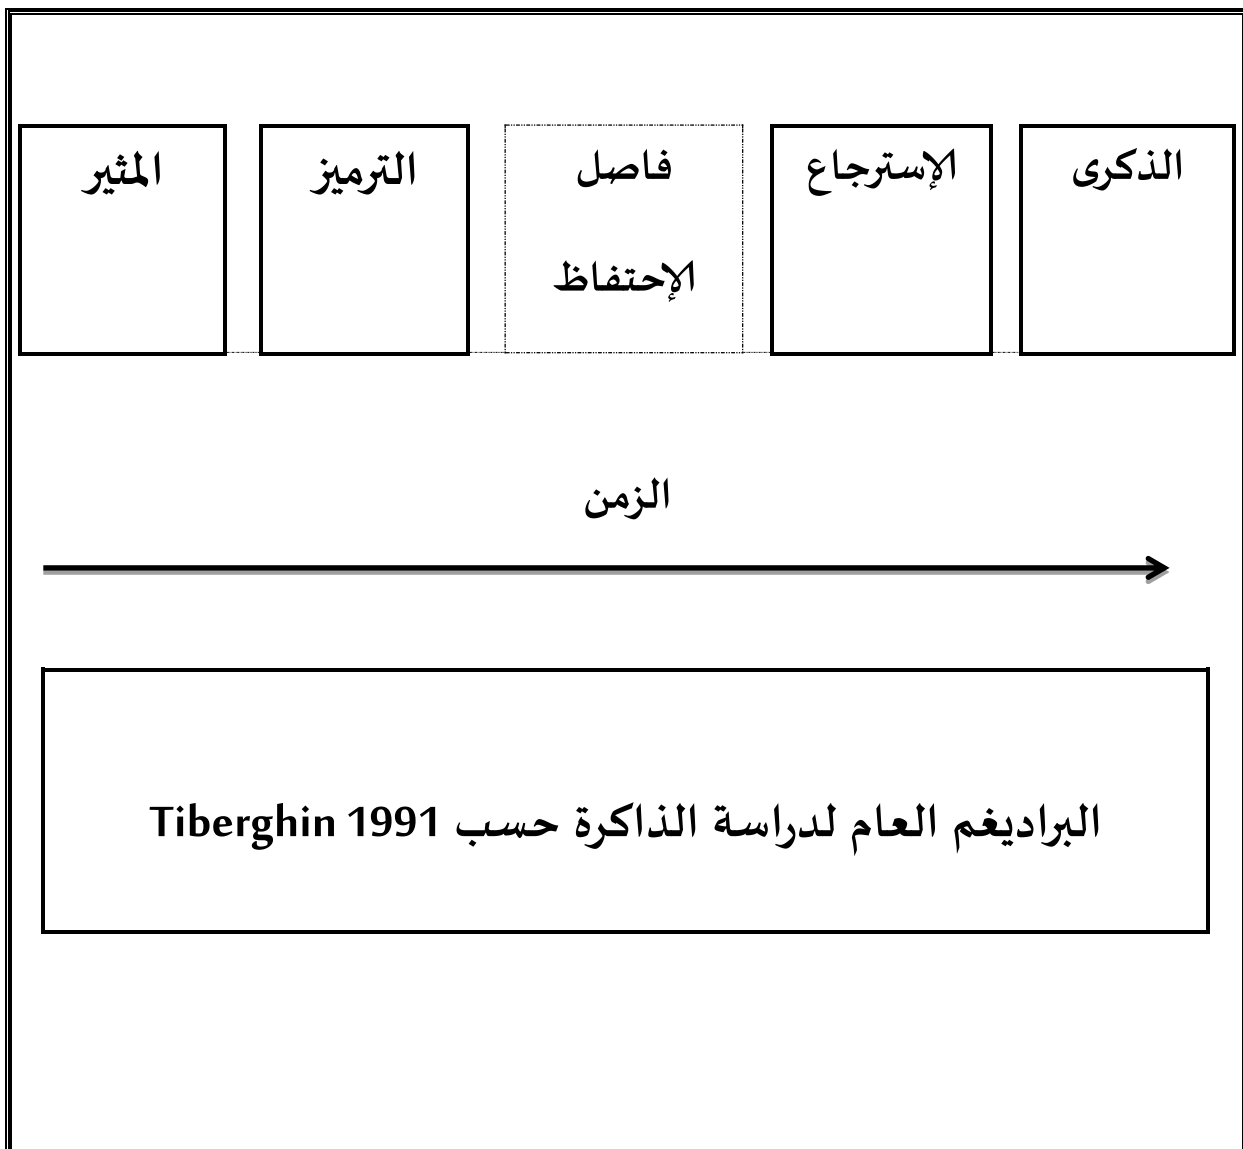 المثير
الترميز
فاصل
الإحتفاظ
الإسترجاع
الذكرى
الزمن
البراديغم العام لدراسة الذاكرة حسب Tiberghin 1991